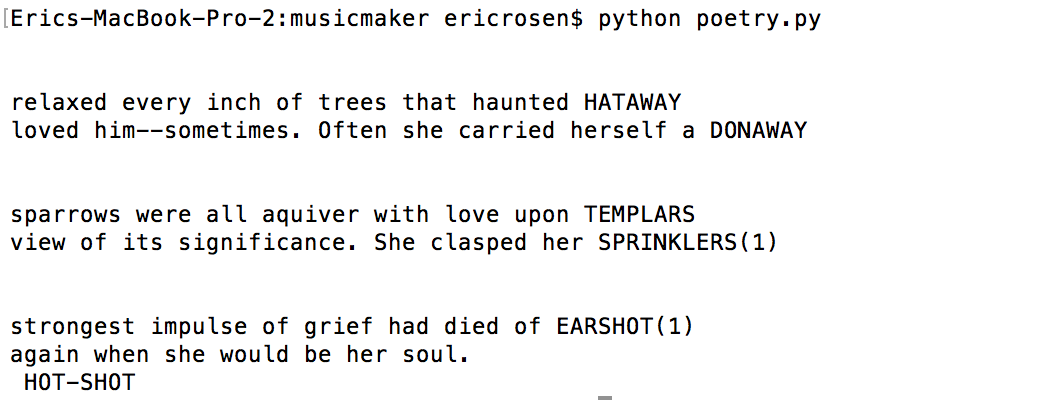 [Erics-MacBook-Pro-2:musicmaker ericrosen$ python poetry.py
relaxed every inch of trees that haunted HATAWAY
loved him--sometimes. Often she carried herself a DONAWAY
sparrows were all aquiver with love upon TEMPLARS
view of its significance. She clasped her SPRINKLERS(1)
strongest impulse of grief had died of EARSHOT(1)
again when she would be her soul.
HOT-SHOT